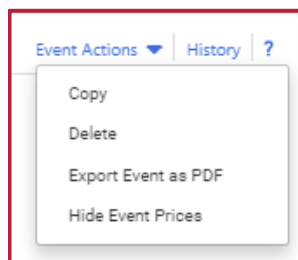 Event Actions History ?
Copy
Delete
Export Event as PDF
Hide Event Prices